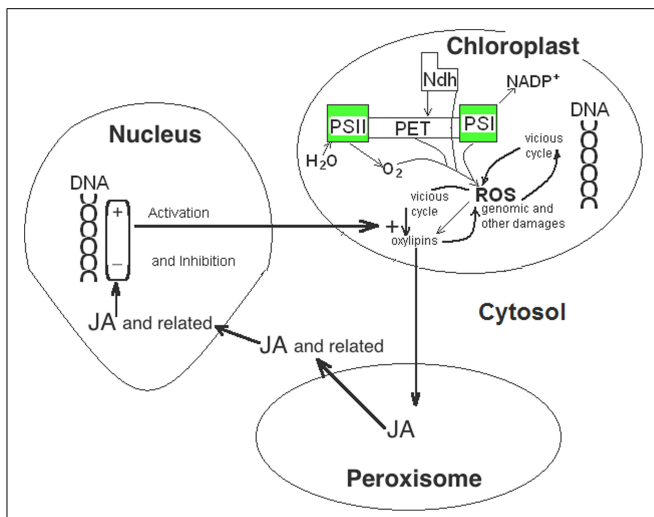 Chloroplast
Ndh
NADP⁺
PSII
PET
PSI
DNA
H₂O
O₂
vicious
cycle
ROS
vicious
cycle
genomic and
other damages
+
oxylipins
Nucleus
DNA
+
Activation
and Inhibition
–
JA and related
JA and related
Cytosol
JA
Peroxisome